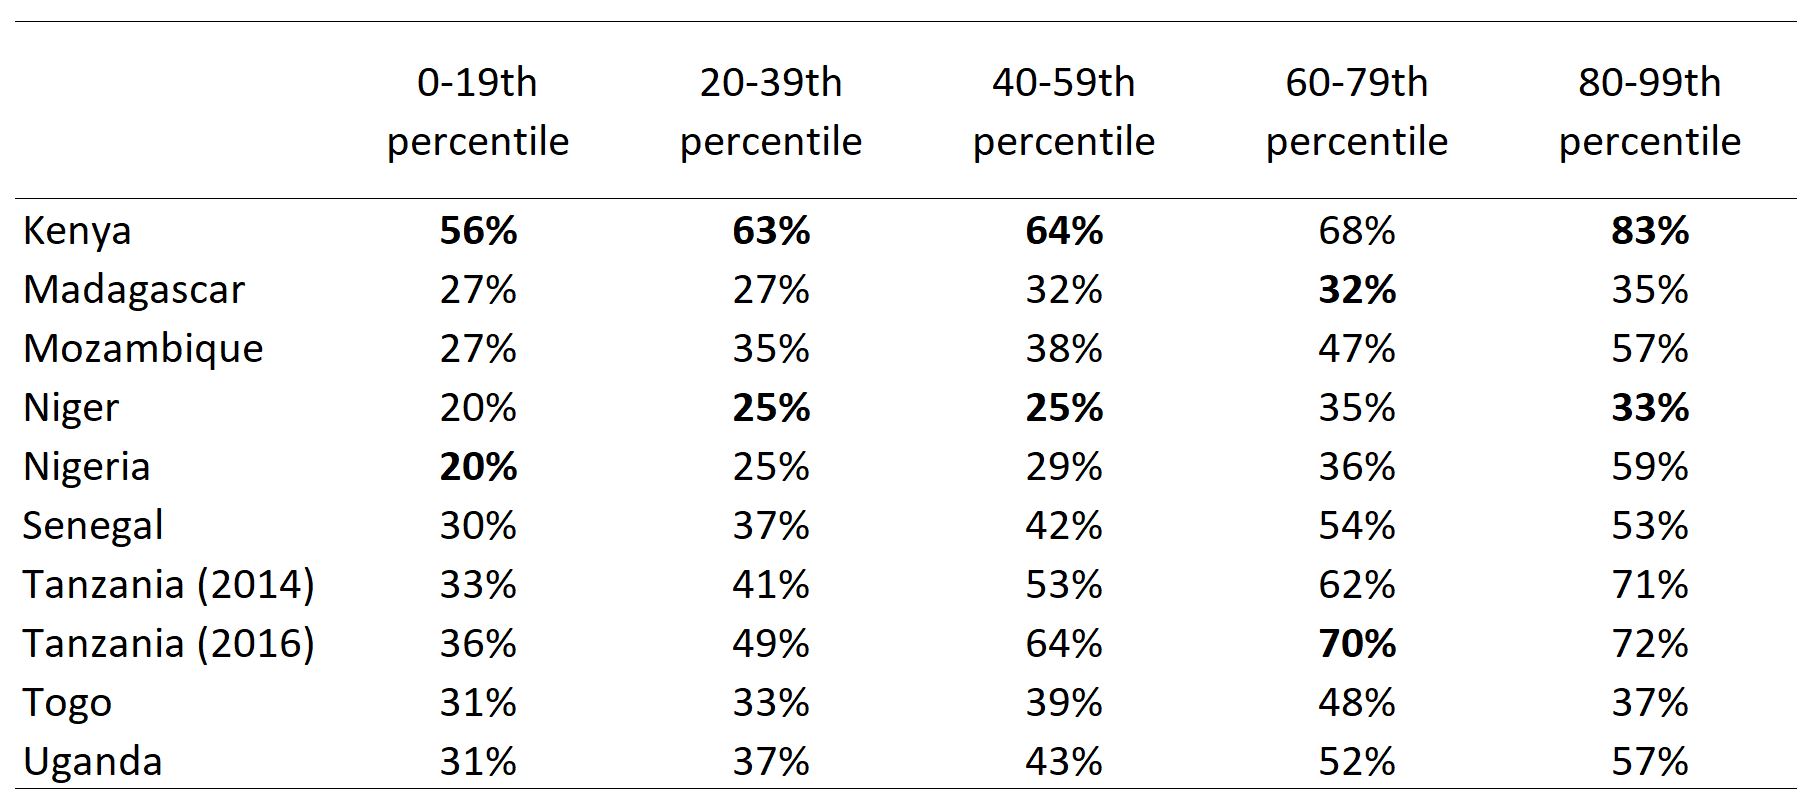 0-19th 20-39th 40-59th 60-79th 80-99th
percentile percentile percentile percentile percentile
Kenya 56% 63% 64% 68% 83%
Madagascar 27% 27% 32% 32% 35%
Mozambique 27% 35% 38% 47% 57%
Niger 20% 25% 25% 35% 33%
Nigeria 20% 25% 29% 36% 59%
Senegal 30% 37% 42% 54% 53%
Tanzania (2014) 33% 41% 53% 62% 71%
Tanzania (2016) 36% 49% 64% 70% 72%
Togo 31% 33% 39% 48% 37%
Uganda 31% 37% 43% 52% 57%